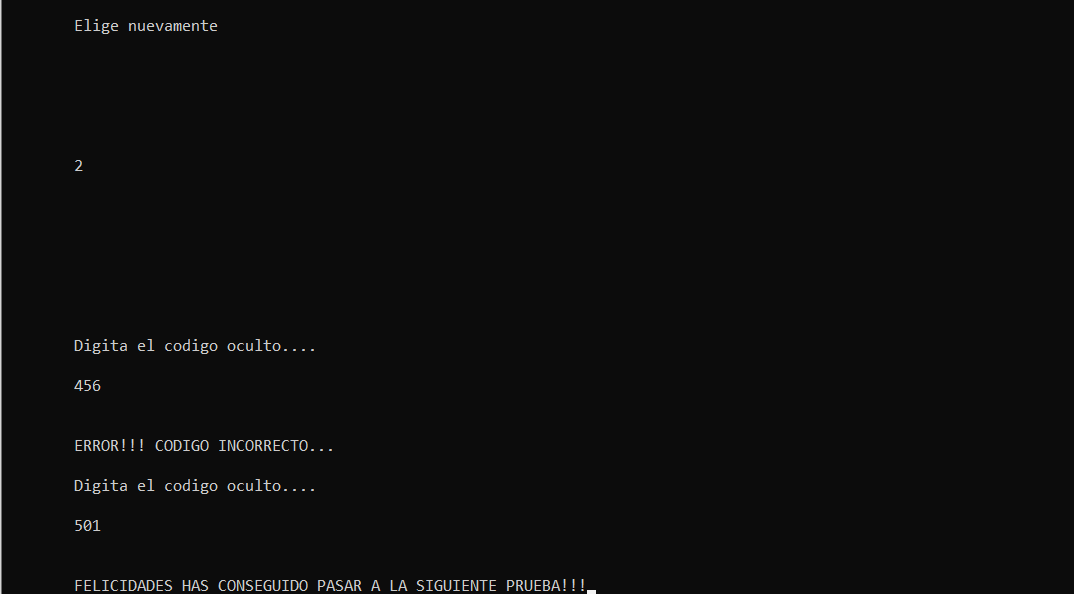 Elige nuevamente
2
Digita el codigo oculto....
456
ERROR!!! CODIGO INCORRECTO...
Digita el codigo oculto....
501
FELICIDADES HAS CONSEGUIDO PASAR A LA SIGUIENTE PRUEBA!!!